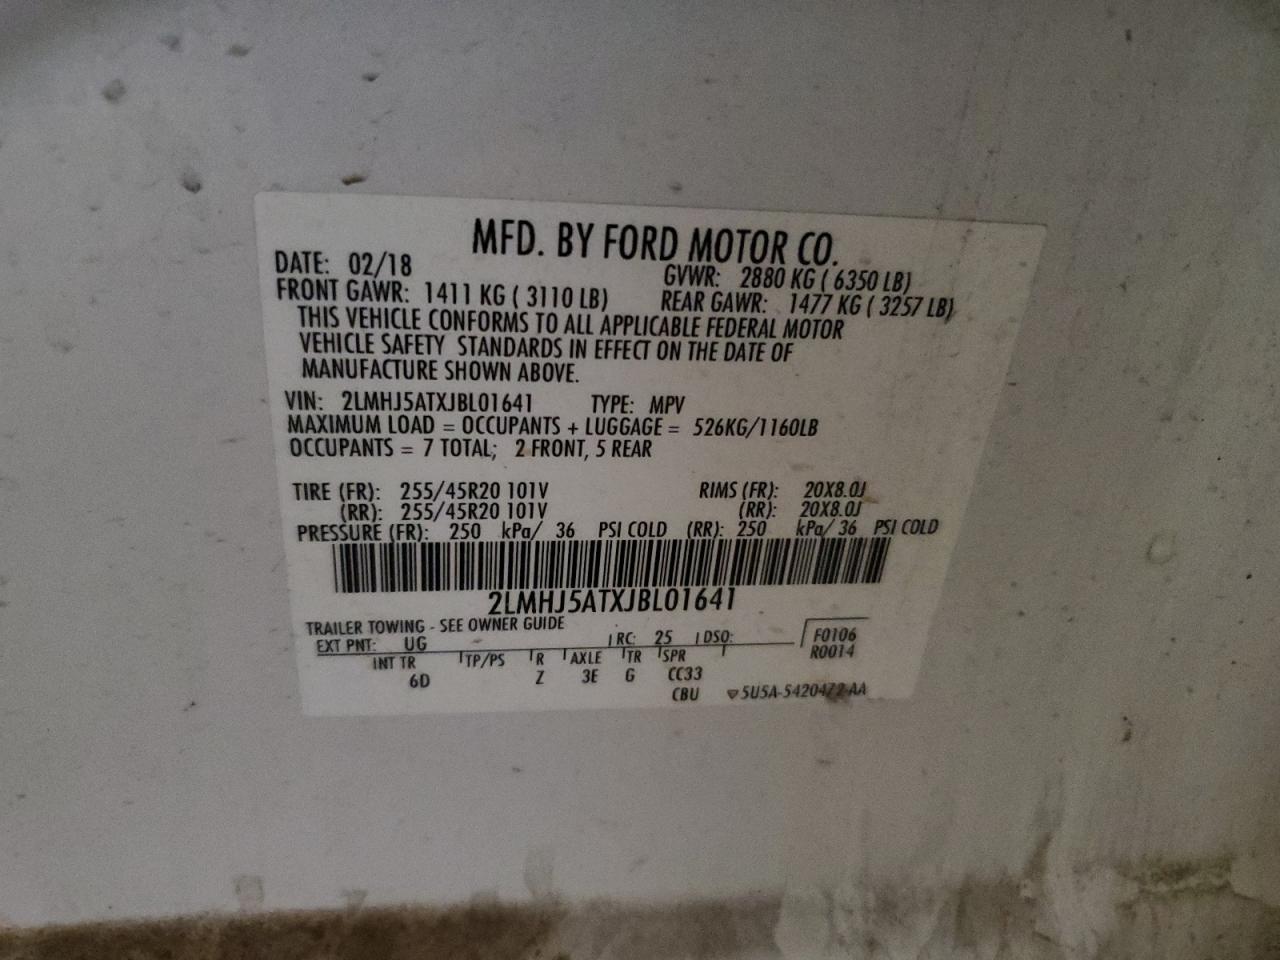 MFD. BY FORD MOTOR CO.
DATE: 02/18 GVWR: 2880 KG ( 6350 LB)
FRONT GAWR: 1411 KG ( 3110 LB) REAR GAWR: 1477 KG ( 3257 LB)
THIS VEHICLE CONFORMS TO ALL APPLICABLE FEDERAL MOTOR
VEHICLE SAFETY STANDARDS IN EFFECT ON THE DATE OF
MANUFACTURE SHOWN ABOVE.
VIN: 2LMHJ5ATXJBL01641 TYPE: MPV
MAXIMUM LOAD = OCCUPANTS + LUGGAGE = 526KG/1160LB
OCCUPANTS = 7 TOTAL; 2 FRONT, 5 REAR
TIRE (FR): 255/45R20 101V RIMS (FR): 20X8.0J
(RR): 255/45R20 101V (RR): 20X8.0J
PRESSURE (FR): 250 kPa/ 36 PSI COLD (RR): 250 kPa/ 36 PSI COLD
2LMHJ5ATXJBL01641
TRAILER TOWING - SEE OWNER GUIDE
EXT PNT: UG RC: 25 DSO: F0106
R0014
INT TR TP/PS R AXLE TR SPR
6D Z 3E G CC33
CBU 5U5A-5420472-AA